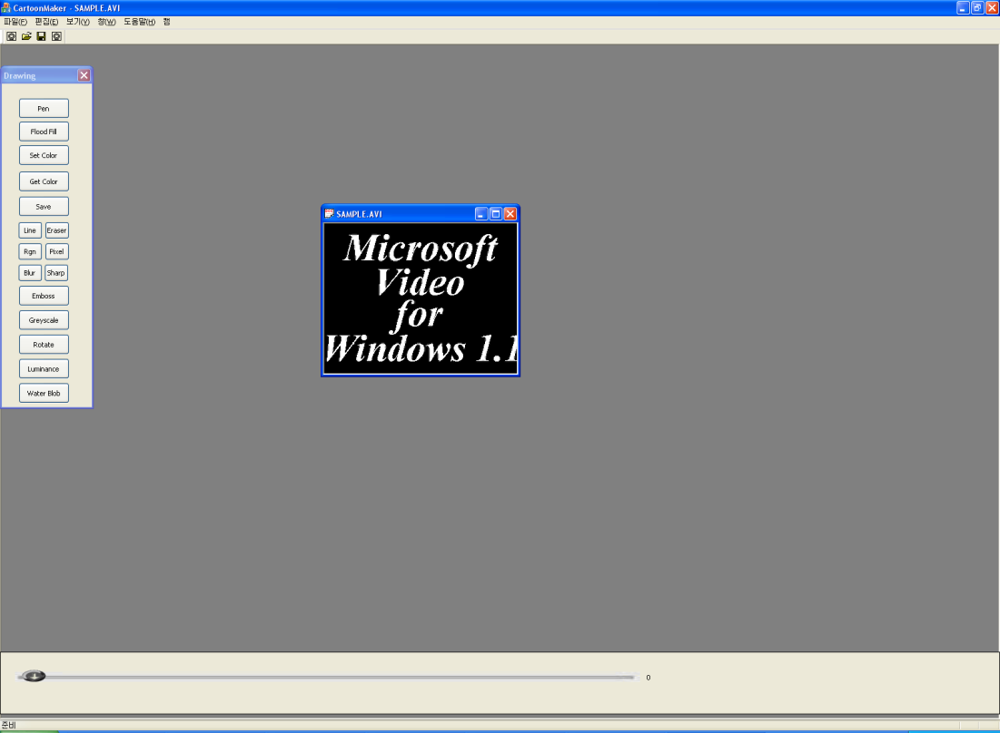 CartoonMaker - SAMPLE.AVI
파일(F) 편집(E) 보기(V) 창(W) 도움말(H) 캡
Drawing
Pen
Flood Fill
Set Color
Get Color
Save
Line Eraser
Rgn Pixel
Blur Sharp
Emboss
Greyscale
Rotate
Luminance
Water Blob
SAMPLE.AVI
Microsoft
Video
for
Windows 1.1
0
준비